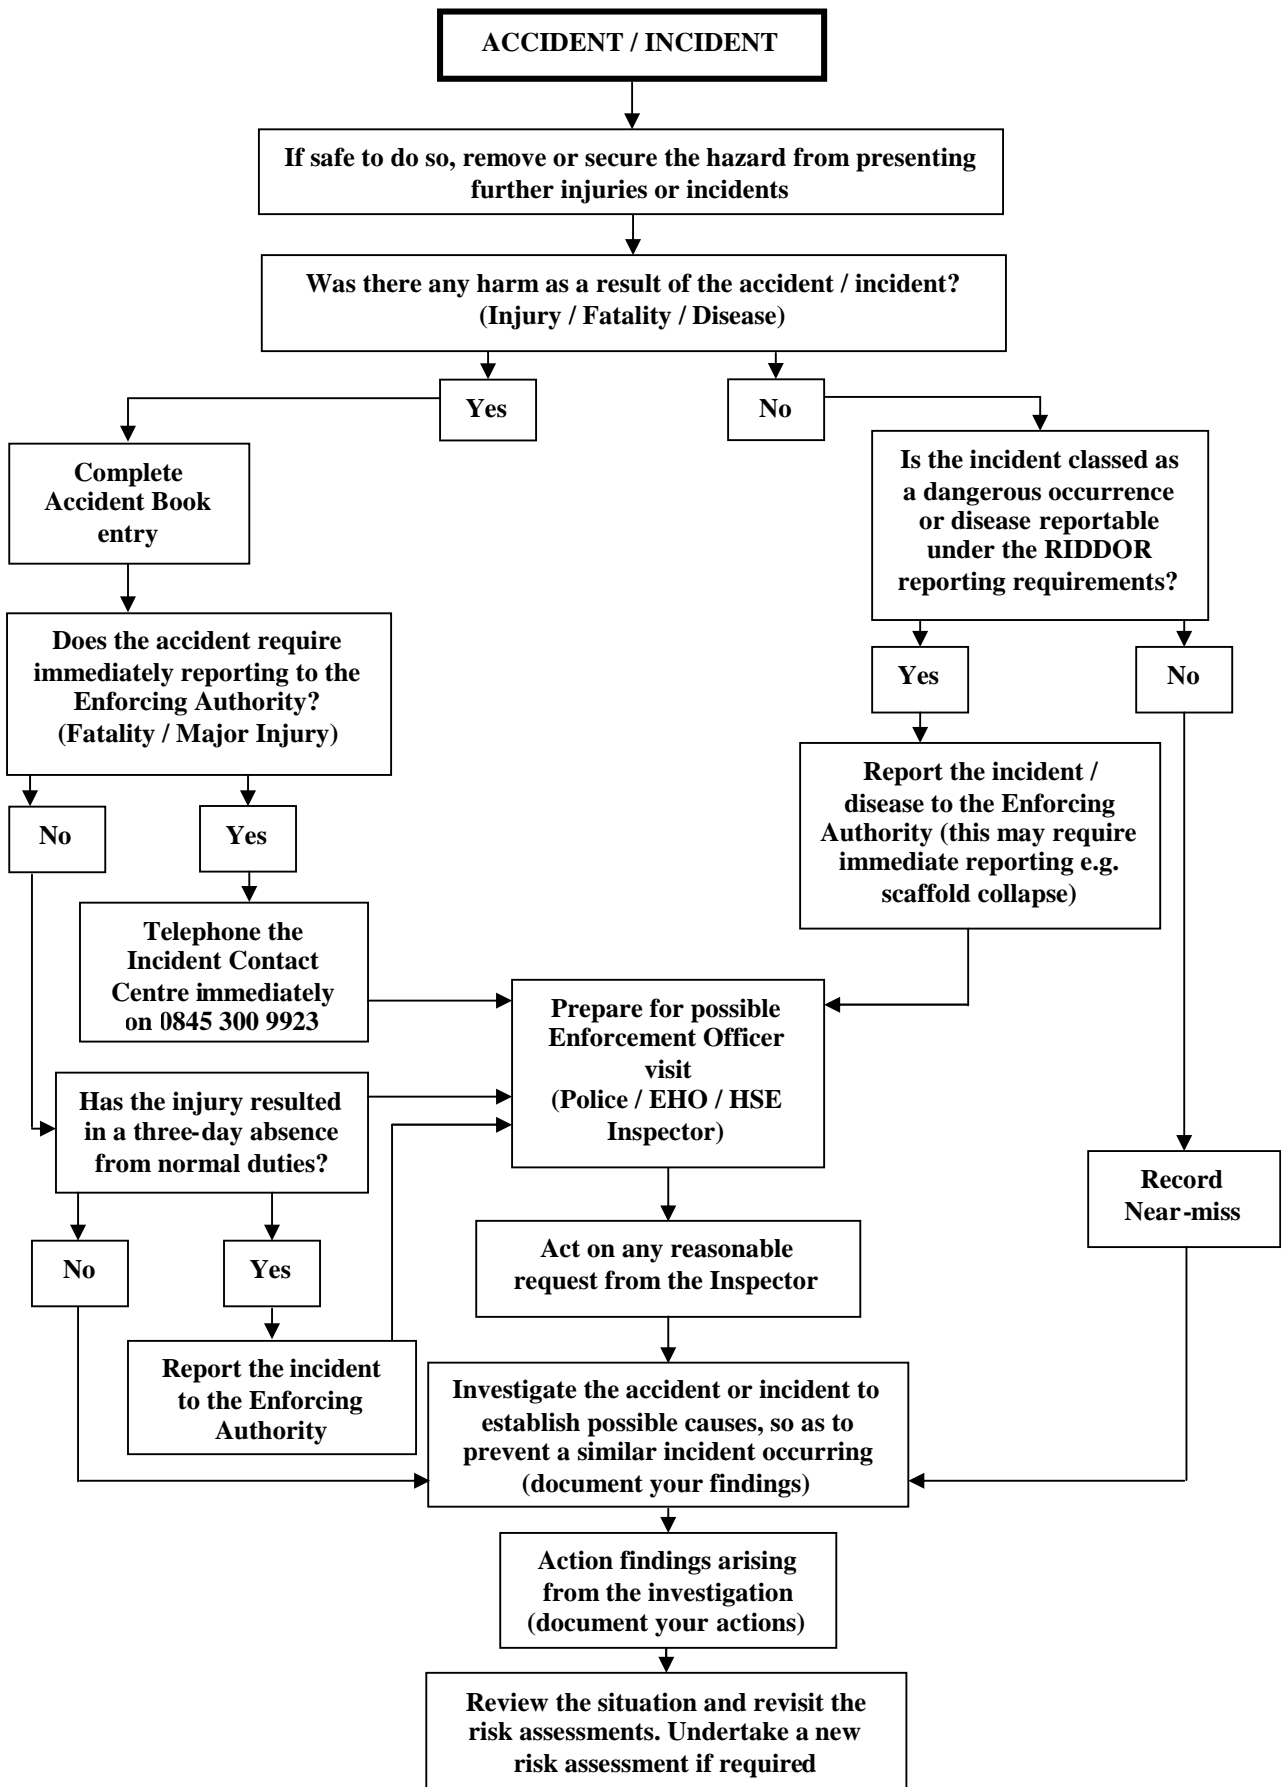 ACCIDENT / INCIDENT
If safe to do so, remove or secure the hazard from presenting
further injuries or incidents
Was there any harm as a result of the accident / incident?
(Injury / Fatality / Disease)
Yes
No
Complete
Accident Book
entry
Is the incident classed as
a dangerous occurrence
or disease reportable
under the RIDDOR
reporting requirements?
Does the accident require
immediately reporting to the
Enforcing Authority?
(Fatality / Major Injury)
Yes
No
No
Yes
Report the incident /
disease to the Enforcing
Authority (this may require
immediate reporting e.g.
scaffold collapse)
Telephone the
Incident Contact
Centre immediately
on 0845 300 9923
Prepare for possible
Enforcement Officer
visit
(Police / EHO / HSE
Inspector)
Has the injury resulted
in a three-day absence
from normal duties?
Record
Near-miss
No
Yes
Act on any reasonable
request from the Inspector
Report the incident
to the Enforcing
Authority
Investigate the accident or incident to
establish possible causes, so as to
prevent a similar incident occurring
(document your findings)
Action findings arising
from the investigation
(document your actions)
Review the situation and revisit the
risk assessments. Undertake a new
risk assessment if required